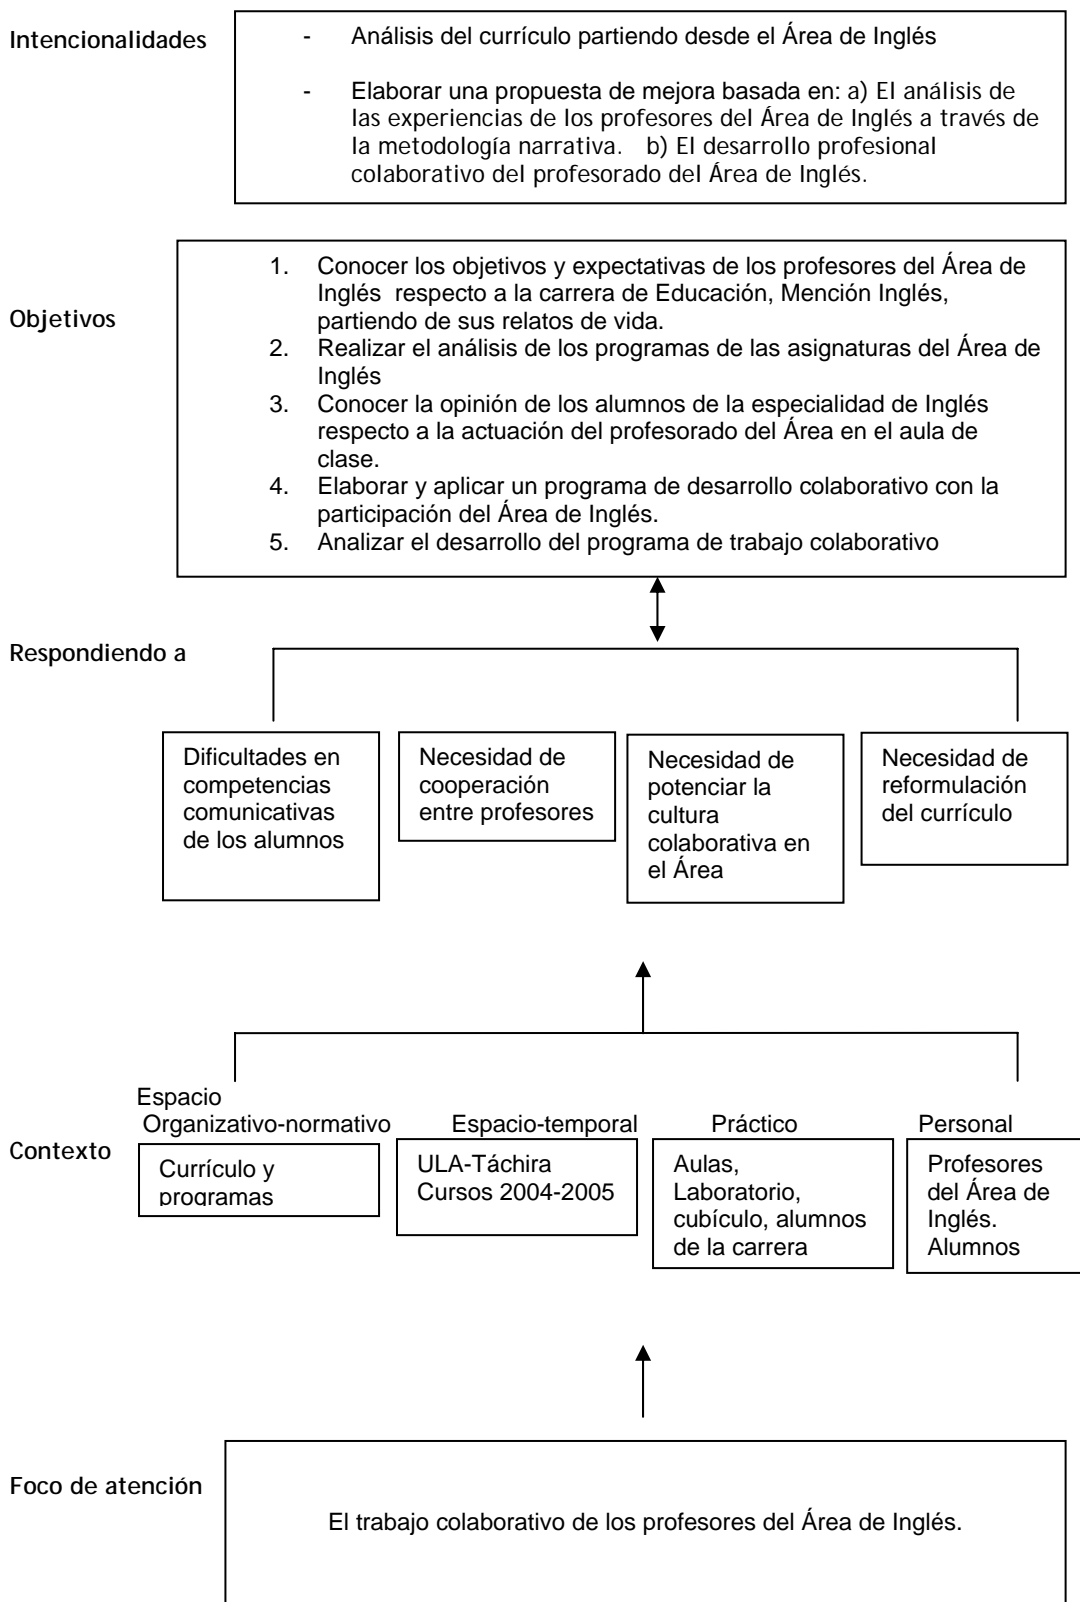 Intencionalidades
- Análisis del currículo partiendo desde el Área de Inglés
- Elaborar una propuesta de mejora basada en: a) El análisis de
las experiencias de los profesores del Área de Inglés a través de
la metodología narrativa. b) El desarrollo profesional
colaborativo del profesorado del Área de Inglés.
Objetivos
1. Conocer los objetivos y expectativas de los profesores del Área de
Inglés respecto a la carrera de Educación, Mención Inglés,
partiendo de sus relatos de vida.
2. Realizar el análisis de los programas de las asignaturas del Área de
Inglés
3. Conocer la opinión de los alumnos de la especialidad de Inglés
respecto a la actuación del profesorado del Área en el aula de
clase.
4. Elaborar y aplicar un programa de desarrollo colaborativo con la
participación del Área de Inglés.
5. Analizar el desarrollo del programa de trabajo colaborativo
Respondiendo a
Dificultades en
competencias
comunicativas
de los alumnos
Necesidad de
cooperación
entre profesores
Necesidad de
potenciar la
cultura
colaborativa en
el Área
Necesidad de
reformulación
del currículo
Contexto
Espacio
Organizativo-normativo
Currículo y
programas
Espacio-temporal
ULA-Táchira
Cursos 2004-2005
Práctico
Aulas,
Laboratorio,
cubículo, alumnos
de la carrera
Personal
Profesores
del Área de
Inglés.
Alumnos
Foco de atención
El trabajo colaborativo de los profesores del Área de Inglés.